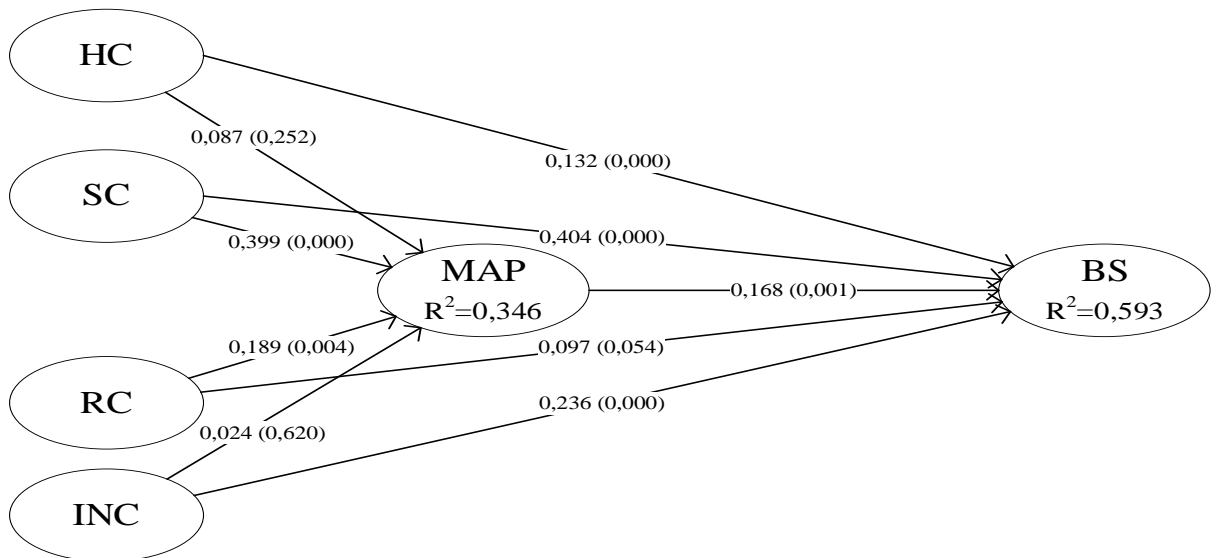 HC
0,087 (0,252)
0,132 (0,000)
SC
0,399 (0,000)
0,404 (0,000)
MAP
R²=0,346
0,168 (0,001)
BS
R²=0,593
0,189 (0,004)
0,097 (0,054)
RC
0,024 (0,620)
0,236 (0,000)
INC